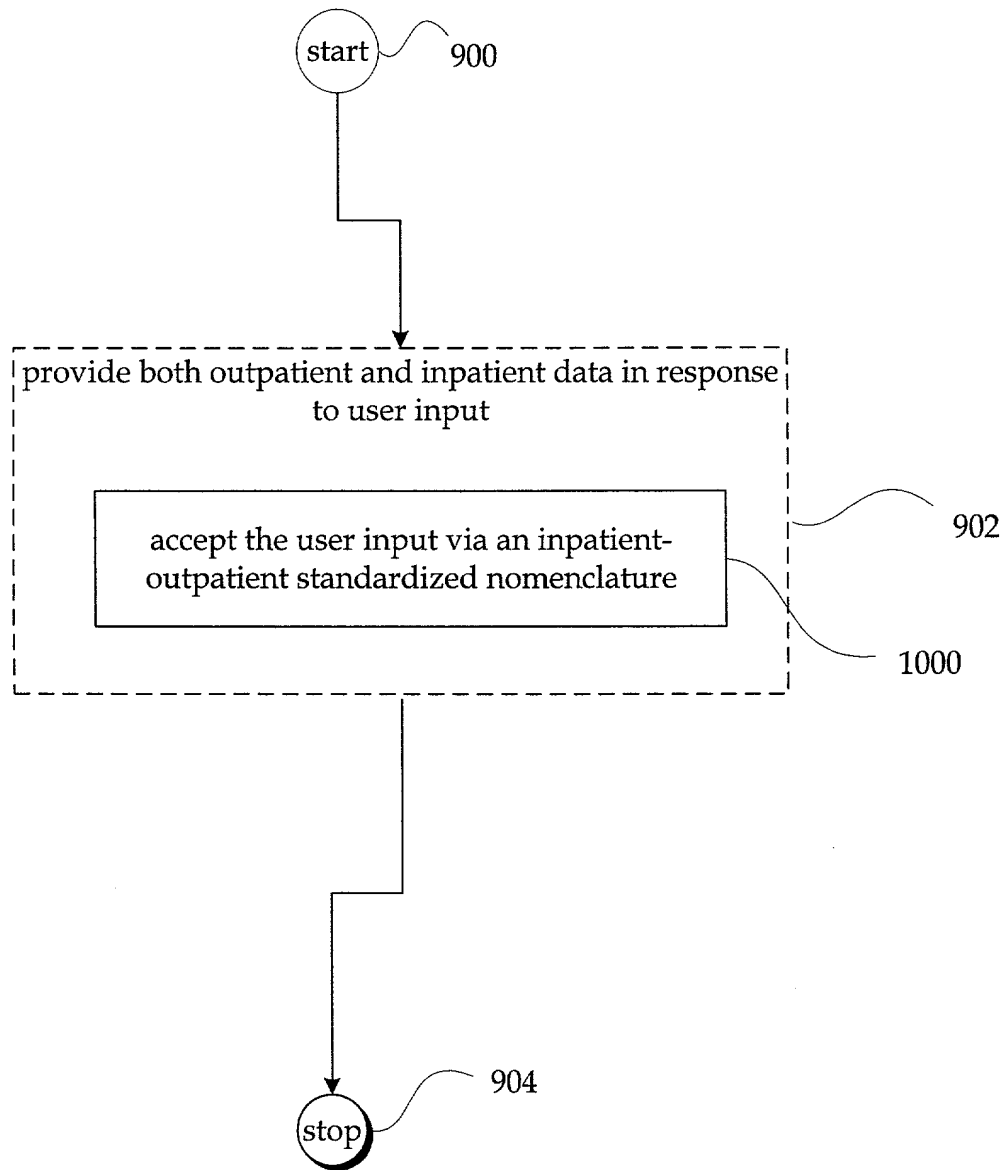 start
900
provide both outpatient and inpatient data in response
to user input
902
accept the user input via an inpatient-
outpatient standardized nomenclature
1000
904
stop